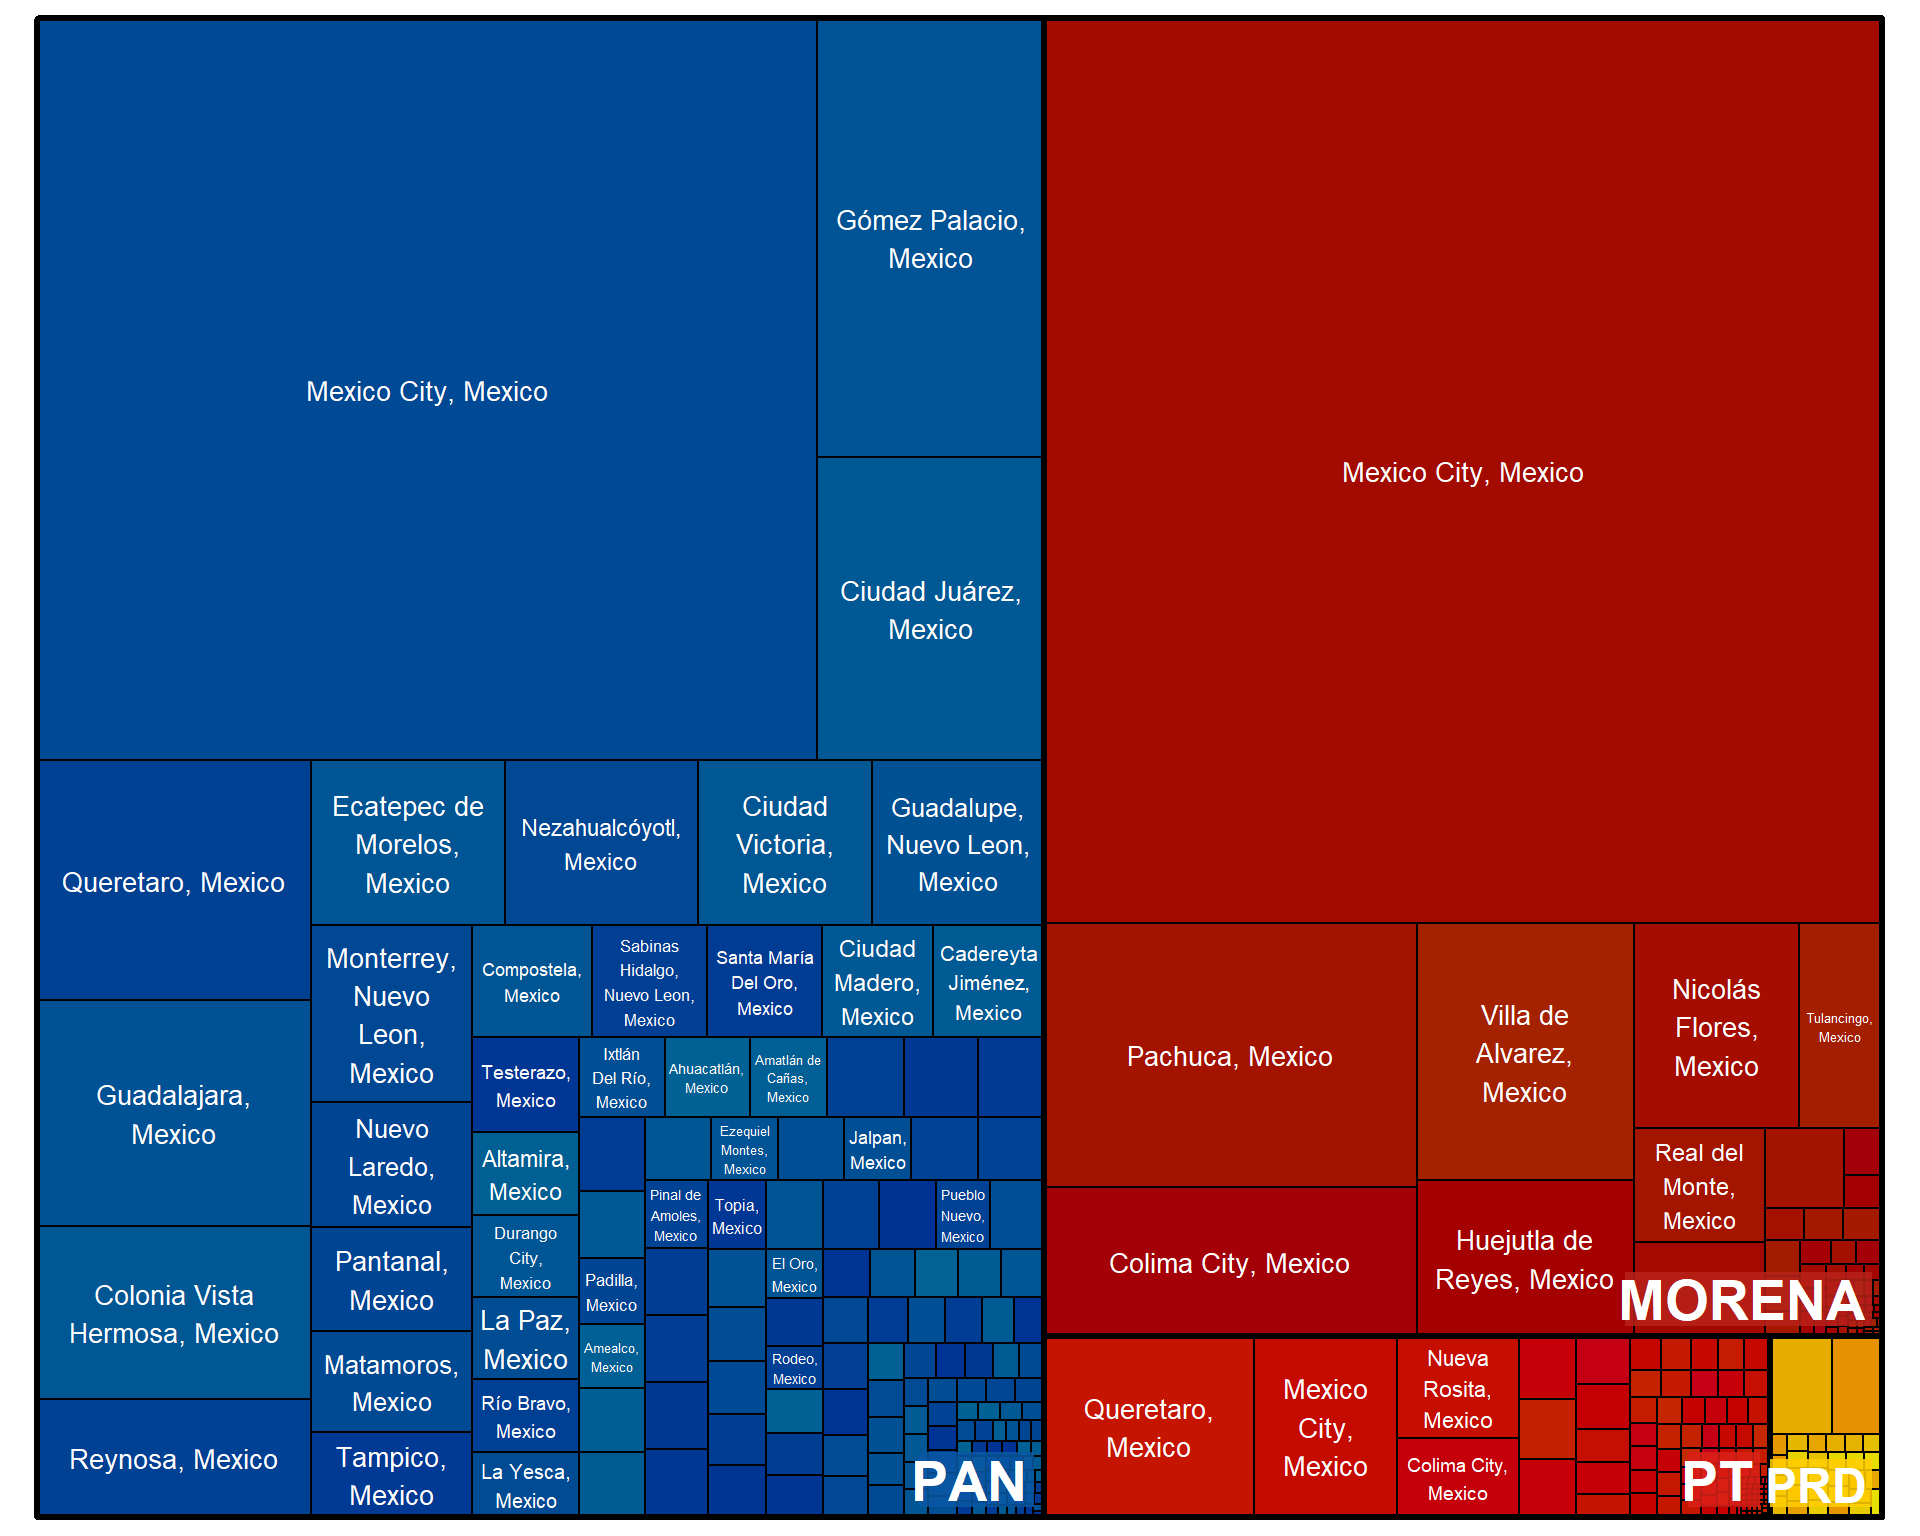 Mexico City, Mexico
Gómez Palacio,
Mexico
Ciudad Juárez,
Mexico
Queretaro, Mexico
Guadalajara,
Mexico
Colonia Vista
Hermosa, Mexico
Reynosa, Mexico
Ecatepec de
Morelos,
Mexico
Nezahualcóyotl,
Mexico
Ciudad
Victoria,
Mexico
Guadalupe,
Nuevo Leon,
Mexico
Monterrey,
Nuevo
Leon,
Mexico
Nuevo
Laredo,
Mexico
Pantanal,
Mexico
Matamoros,
Mexico
Tampico,
Mexico
Compostela,
Mexico
Sabinas
Hidalgo,
Nuevo Leon,
Mexico
Santa María
Del Oro,
Mexico
Ciudad
Madero,
Mexico
Cadereyta
Jiménez,
Mexico
Testerazo,
Mexico
Altamira,
Mexico
Durango
City,
Mexico
La Paz,
Mexico
Río Bravo,
Mexico
La Yesca,
Mexico
Ixtlán
Del Río,
Mexico
Ahuacatlán,
Mexico
Amatlán de
Cañas,
Mexico
Ezequiel
Montes,
Mexico
Jalpan,
Mexico
Padilla,
Mexico
Amealco,
Mexico
Pinal de
Amoles,
Mexico
Topia,
Mexico
Pueblo
Nuevo,
Mexico
El Oro,
Mexico
Rodeo,
Mexico
PAN
Mexico City, Mexico
Pachuca, Mexico
Colima City, Mexico
Villa de
Alvarez,
Mexico
Huejutla de
Reyes, Mexico
Nicolás
Flores,
Mexico
Tulancingo,
Mexico
Real del
Monte,
Mexico
MORENA
Queretaro,
Mexico
Mexico
City,
Mexico
Nueva
Rosita,
Mexico
Colima City,
Mexico
PT
PRD